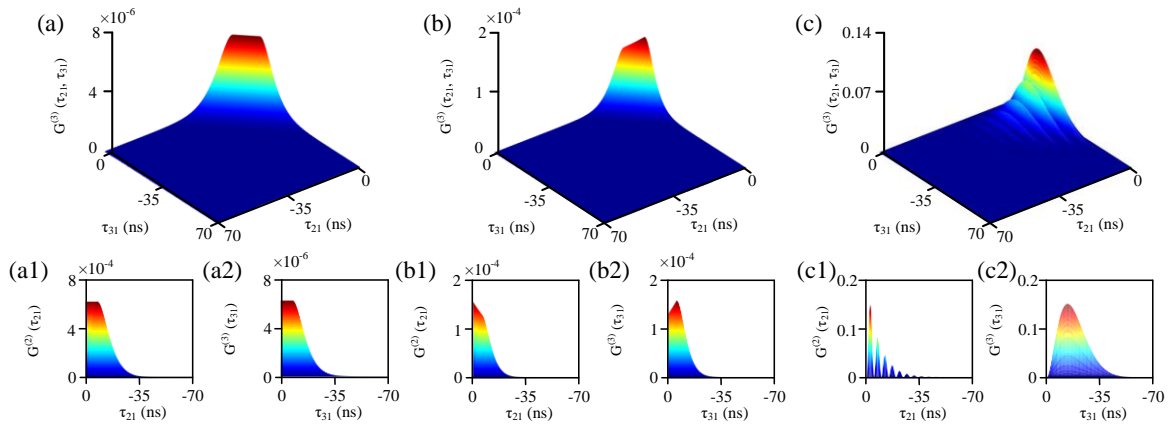 (a)
×10⁻⁶
8
4
0
G⁽³⁾ (τ₂₁, τ₃₁)
0
-35
70
τ₃₁ (ns)
70
-35
0
τ₂₁ (ns)
(b)
×10⁻⁴
2
1
0
G⁽³⁾ (τ₂₁, τ₃₁)
0
-35
70
τ₃₁ (ns)
70
-35
0
τ₂₁ (ns)
(c)
0.14
0.07
0
G⁽³⁾ (τ₂₁, τ₃₁)
0
-35
70
τ₃₁ (ns)
70
-35
0
τ₂₁ (ns)
(a1)
×10⁻⁴
8
4
0
G⁽²⁾ (τ₂₁)
0 -35 -70
τ₂₁ (ns)
(a2)
×10⁻⁶
8
4
0
G⁽³⁾ (τ₃₁)
0 -35 -70
τ₃₁ (ns)
(b1)
×10⁻⁴
2
1
0
G⁽²⁾ (τ₂₁)
0 -35 -70
τ₂₁ (ns)
(b2)
×10⁻⁴
2
1
0
G⁽³⁾ (τ₃₁)
0 -35 -70
τ₃₁ (ns)
(c1)
0.2
0.1
0
G⁽²⁾ (τ₂₁)
0 -35 -70
τ₂₁ (ns)
(c2)
0.2
0.1
0
G⁽³⁾ (τ₃₁)
0 -35 -70
τ₃₁ (ns)